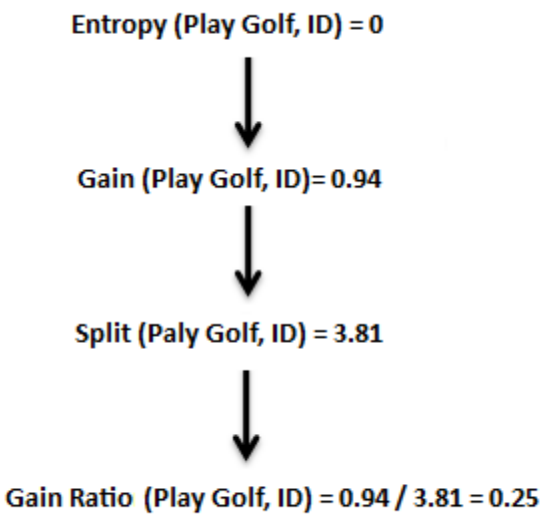 Entropy (Play Golf, ID) = 0
Gain (Play Golf, ID)= 0.94
Split (Paly Golf, ID) = 3.81
Gain Ratio (Play Golf, ID) = 0.94 / 3.81 = 0.25